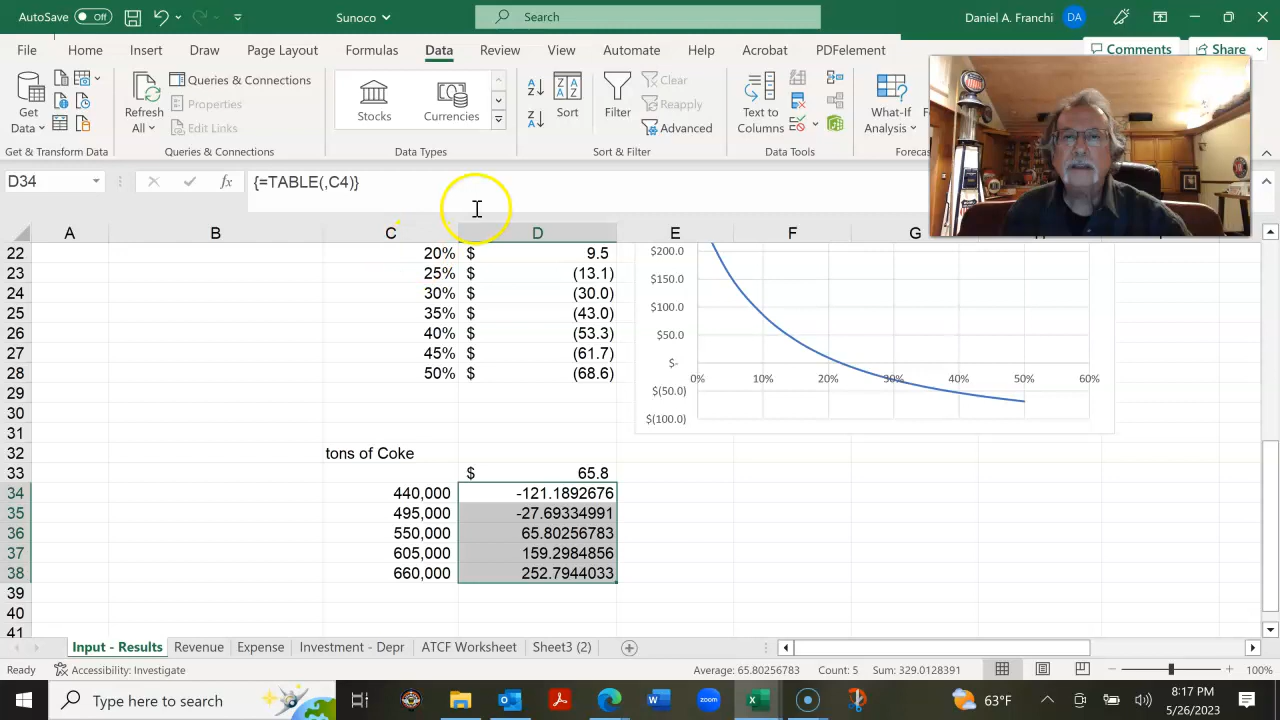 AutoSave Off Sunoco Search Daniel A. Franchi DA
File Home Insert Draw Page Layout Formulas Data Review View Automate Help Acrobat PDFelement Comments Share
Get Data
Refresh All
Queries & Connections
Properties
Edit Links
Stocks
Currencies
Sort
Filter
Clear
Reapply
Advanced
Text to Columns
What-If Analysis
Get & Transform Data Queries & Connections Data Types Sort & Filter Data Tools Forecas
D34 fx {=TABLE(,C4)}
A B C D E F G
22 20% $ 9.5
23 25% $ (13.1)
24 30% $ (30.0)
25 35% $ (43.0)
26 40% $ (53.3)
27 45% $ (61.7)
28 50% $ (68.6)
29
30
31
32 tons of Coke
33 $ 65.8
34 440,000 -121.1892676
35 495,000 -27.69334991
36 550,000 65.80256783
37 605,000 159.2984856
38 660,000 252.7944033
39
40
41
$200.0
$150.0
$100.0
$50.0
$-
0% 10% 20% 30% 40% 50% 60%
$(50.0)
$(100.0)
Input - Results Revenue Expense Investment - Depr ATCF Worksheet Sheet3 (2)
Ready Accessibility: Investigate Average: 65.80256783 Count: 5 Sum: 329.0128391 100%
Type here to search zoom 63°F 8:17 PM
5/26/2023